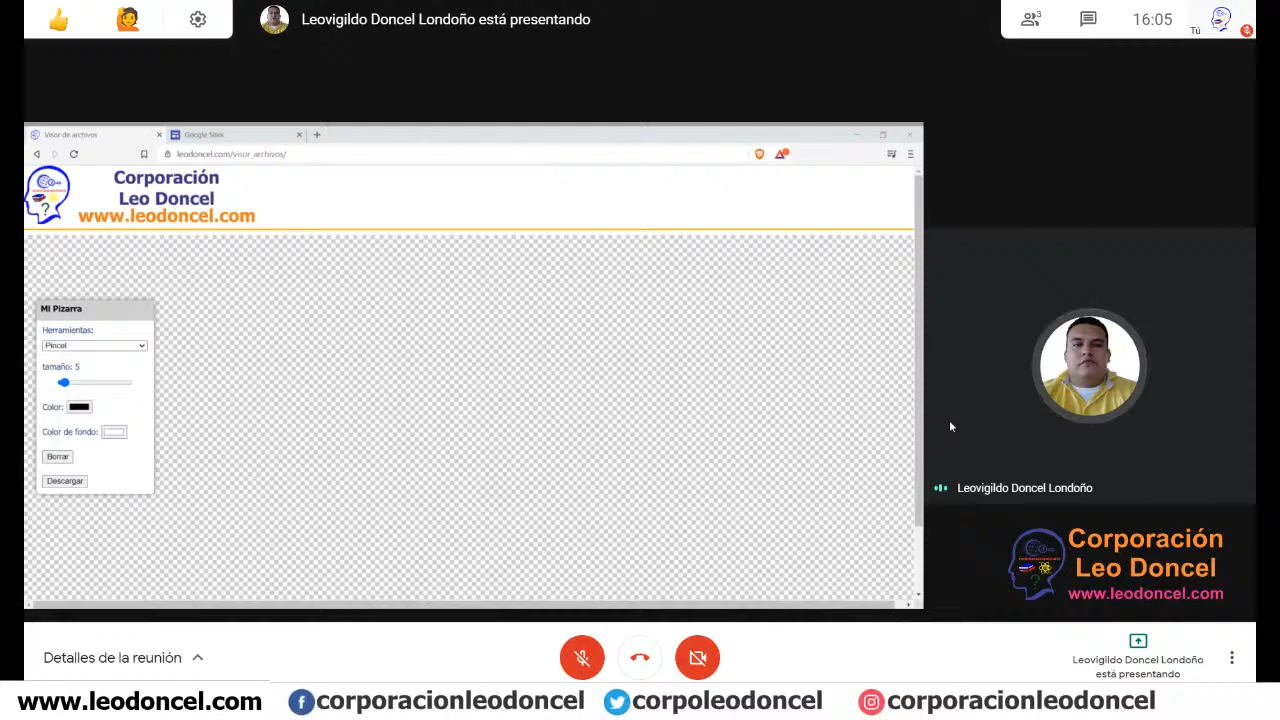 Leovigildo Doncel Londoño está presentando
3
16:05
Tú
Visor de archivos
Google Sites
leodoncel.com/visor_archivos/
Corporación
Leo Doncel
www.leodoncel.com
Mi Pizarra
Herramientas:
Pincel
tamaño: 5
Color:
Color de fondo:
Borrar
Descargar
Leovigildo Doncel Londoño
Corporación
Leo Doncel
www.leodoncel.com
Detalles de la reunión
Leovigildo Doncel Londoño
está presentando
www.leodoncel.com
corporacionleodoncel
corpoleodoncel
corporacionleodoncel